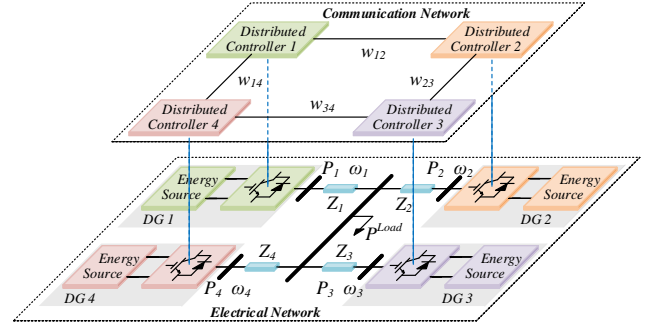 Communication Network
Distributed
Controller 1
Distributed
Controller 2
w12
w14
w23
w34
Distributed
Controller 4
Distributed
Controller 3
Energy
Source
DG 1
P1 ω1
Z1
P2 ω2
Z2
Energy
Source
DG 2
PLoad
Energy
Source
DG 4
P4 ω4
Z4
Z3
P3 ω3
Energy
Source
DG 3
Electrical Network